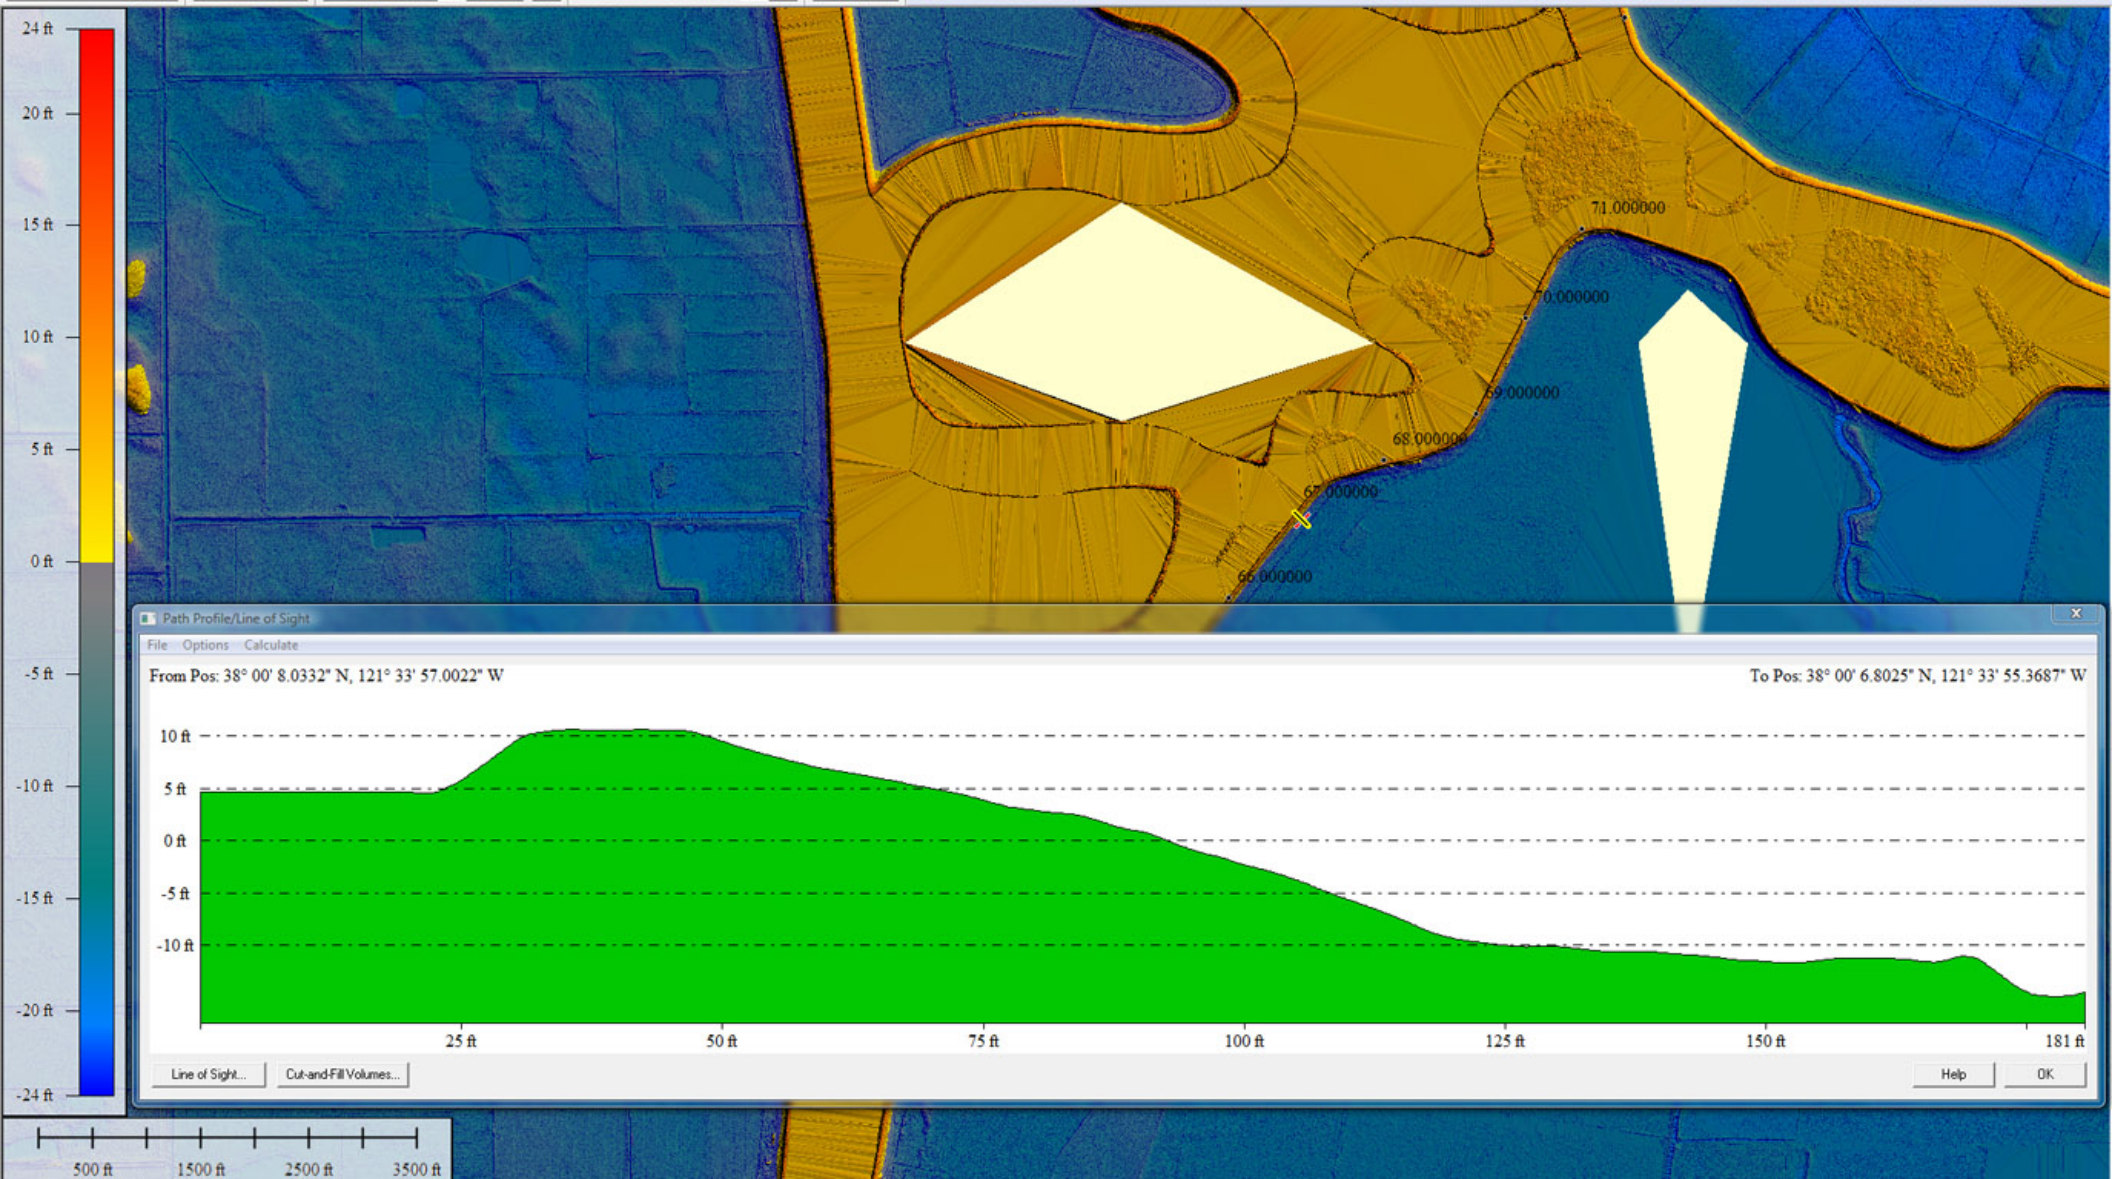 24 ft
20 ft
15 ft
10 ft
5 ft
0 ft
-5 ft
-10 ft
-15 ft
-20 ft
-24 ft
71.000000
70.000000
69.000000
68.000000
67.000000
66.000000
Path Profile/Line of Sight
File Options Calculate
From Pos: 38° 00' 8.0332" N, 121° 33' 57.0022" W To Pos: 38° 00' 6.8025" N, 121° 33' 55.3687" W
10 ft
5 ft
0 ft
-5 ft
-10 ft
25 ft 50 ft 75 ft 100 ft 125 ft 150 ft 181 ft
Line of Sight... Cut-and-Fill Volumes... Help OK
500 ft 1500 ft 2500 ft 3500 ft